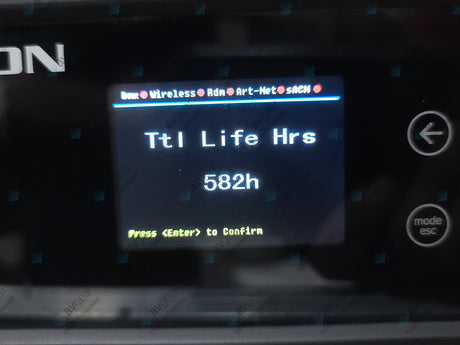 ON
Dmx Wireless Rdm Art-Net sACN
Ttl Life Hrs
582h
Press <Enter> to Confirm
mode
esc